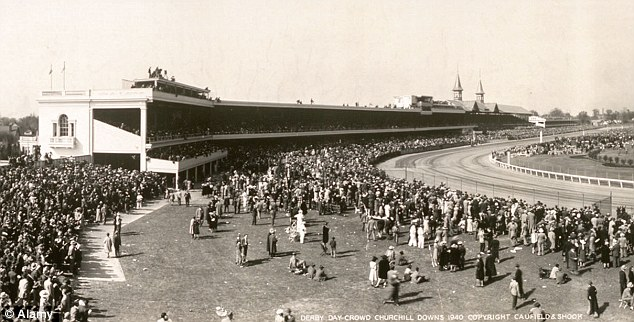 DERBY DAY-CROWD CHURCHILL DOWNS 1940 COPYRIGHT CAUFIELD & SHOOK
© Alamy